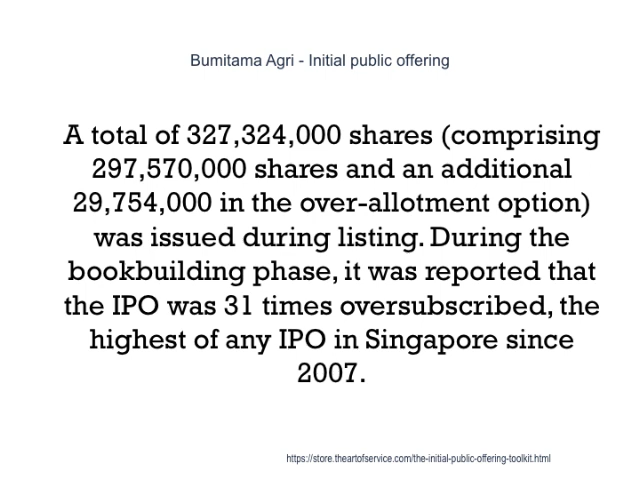 Bumitama Agri - Initial public offering
A total of 327,324,000 shares (comprising
297,570,000 shares and an additional
29,754,000 in the over-allotment option)
was issued during listing. During the
bookbuilding phase, it was reported that
the IPO was 31 times oversubscribed, the
highest of any IPO in Singapore since
2007.
https://store.theartofservice.com/the-initial-public-offering-toolkit.html